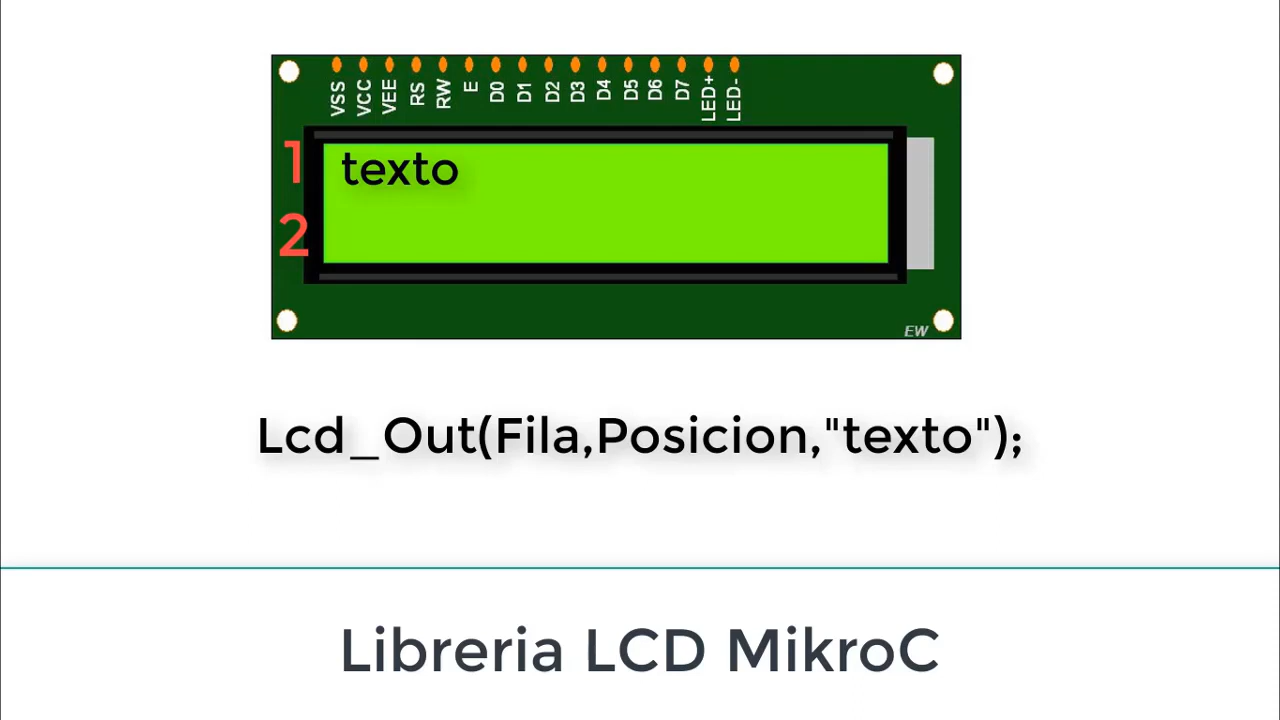 VSS VCC VEE RS RW E D0 D1 D2 D3 D4 D5 D6 D7 LED+ LED-
1 texto
2
EW
Lcd_Out(Fila,Posicion,"texto");
Libreria LCD MikroC